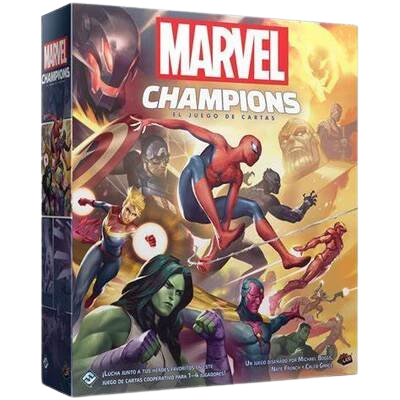 MARVEL
CHAMPIONS
EL JUEGO DE CARTAS
¡Lucha junto a tus héroes favoritos en este
juego de cartas cooperativo para 1-4 jugadores!
Un juego diseñado por Michael Boggs,
Nate French y Caleb Grace